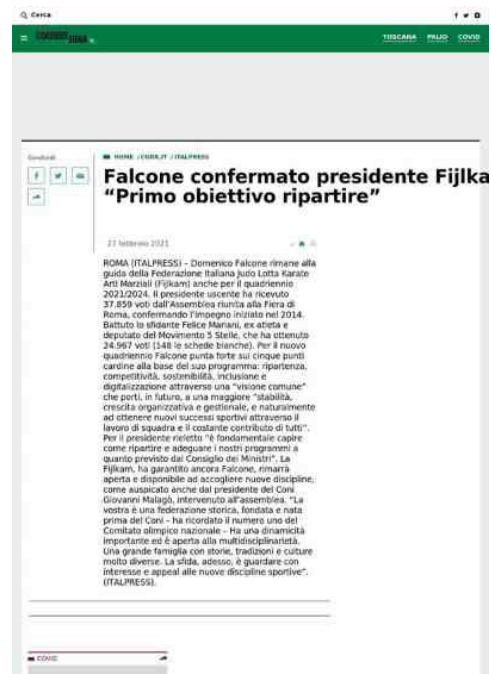 Cerca
TOSCANA PALIO COVID
Condividi
HOME / CORR.IT / ITALPRESS
Falcone confermato presidente Fijlka
“Primo obiettivo ripartire”
27 febbraio 2021
ROMA (ITALPRESS) – Domenico Falcone rimane alla
guida della Federazione Italiana Judo Lotta Karate
Arti Marziali (Fijlkam) anche per il quadriennio
2021/2024. Il presidente uscente ha ricevuto
37.859 voti dall'Assemblea riunita alla Fiera di
Roma, confermando l'impegno iniziato nel 2014.
Battuto lo sfidante Felice Mariani, ex atleta e
deputato del Movimento 5 Stelle, che ha ottenuto
24.967 voti (148 le schede bianche). Per il nuovo
quadriennio Falcone punta forte sui cinque punti
cardine alla base del suo programma: ripartenza,
competitività, sostenibilità, inclusione e
digitalizzazione attraverso una “visione comune”
che porti, in futuro, a una maggiore “stabilità,
crescita organizzativa e gestionale, e naturalmente
ad ottenere nuovi successi sportivi attraverso il
lavoro di squadra e il costante contributo di tutti”.
Per il presidente rieletto “è fondamentale capire
come ripartire e adeguare i nostri programmi a
quanto previsto dal Consiglio dei Ministri”. La
Fijlkam, ha garantito ancora Falcone, rimarrà
aperta e disponibile ad accogliere nuove discipline,
come auspicato anche dal presidente del Coni
Giovanni Malagò, intervenuto all'assemblea. “La
vostra è una federazione storica, fondata e nata
prima del Coni – ha ricordato il numero uno del
Comitato olimpico nazionale – Ha una dinamicità
importante ed è aperta alla multidisciplinarietà.
Una grande famiglia con storie, tradizioni e culture
molto diverse. La sfida, adesso, è guardare con
interesse e appeal alle nuove discipline sportive”.
(ITALPRESS).
COVID